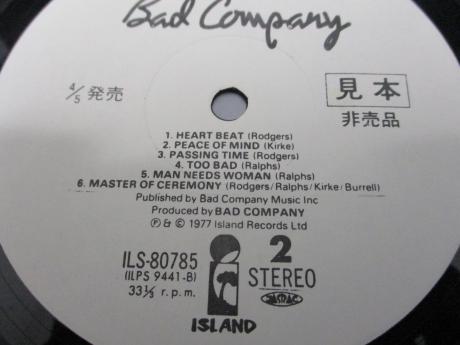 Bad Company
4/5 発売
見本
非売品
1. HEART BEAT (Rodgers)
2. PEACE OF MIND (Kirke)
3. PASSING TIME (Rodgers)
4. TOO BAD (Ralphs)
5. MAN NEEDS WOMAN (Ralphs)
6. MASTER OF CEREMONY (Rodgers/Ralphs/Kirke/Burrell)
Published by Bad Company Music Inc
Produced by BAD COMPANY
Ⓟ & © 1977 Island Records Ltd
ILS-80785
(ILPS 9441-B)
33⅓ r.p.m.
2
STEREO
JASRAC
ISLAND